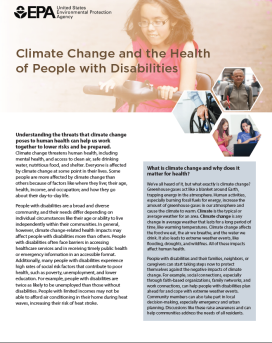 EPA United States
Environmental Protection
Agency
Climate Change and the Health
of People with Disabilities
Understanding the threats that climate change
poses to human health can help us work
together to lower risks and be prepared.
Climate change threatens human health, including
mental health, and access to clean air, safe drinking
water, nutritious food, and shelter. Everyone is affected
by climate change at some point in their lives. Some
people are more affected by climate change than
others because of factors like where they live; their age,
health, income, and occupation; and how they go
about their day-to-day life.
People with disabilities are a broad and diverse
community, and their needs differ depending on
individual circumstances like their age or ability to live
independently within their communities. In general,
however, climate change-related health impacts may
affect people with disabilities more than others. People
with disabilities often face barriers in accessing
healthcare services and in receiving timely public health
or emergency information in an accessible format.
Additionally, many people with disabilities experience
high rates of social risk factors that contribute to poor
health, such as poverty, unemployment, and lower
education. For example, people with disabilities are
twice as likely to be unemployed than those without
disabilities. People with limited incomes may not be
able to afford air conditioning in their home during heat
waves, increasing their risk of heat stroke.
What is climate change and why does it
matter for health?
We've all heard of it, but what exactly is climate change?
Greenhouse gases act like a blanket around Earth,
trapping energy in the atmosphere. Human activities,
especially burning fossil fuels for energy, increase the
amount of greenhouse gases in our atmosphere and
cause the climate to warm. Climate is the typical or
average weather for an area. Climate change is any
change in average weather that lasts for a long period of
time, like warming temperatures. Climate change affects
the food we eat, the air we breathe, and the water we
drink. It also leads to extreme weather events, like
flooding, droughts, and wildfires. All of these impacts
affect human health.
People with disabilities and their families, neighbors, or
caregivers can start taking steps now to protect
themselves against the negative impacts of climate
change. For example, social connections, especially
through faith-based organizations, family networks, and
work connections, can help people with disabilities plan
ahead for and cope with extreme weather events.
Community members can also take part in local
decision-making, especially emergency and urban
planning. Discussions like these raise awareness and can
help communities address the needs of all residents.